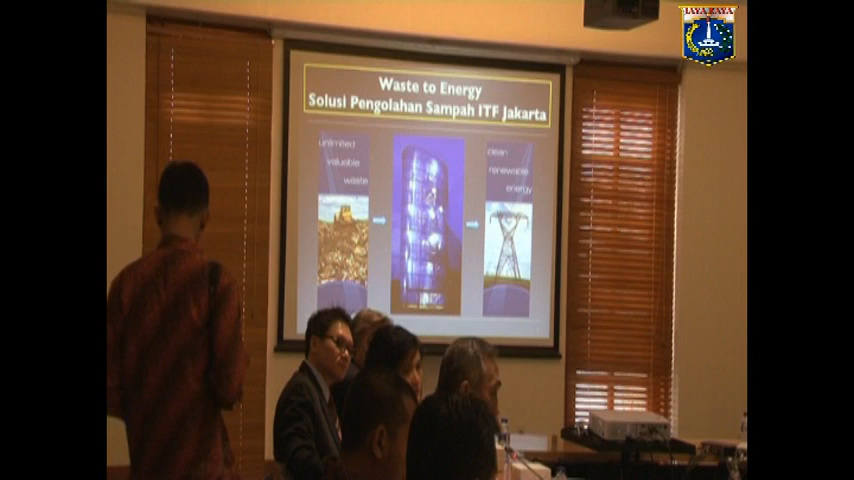 JAYA RAYA
Waste to Energy
Solusi Pengolahan Sampah ITF Jakarta
unlimited
valuable
waste
clean
renewable
energy